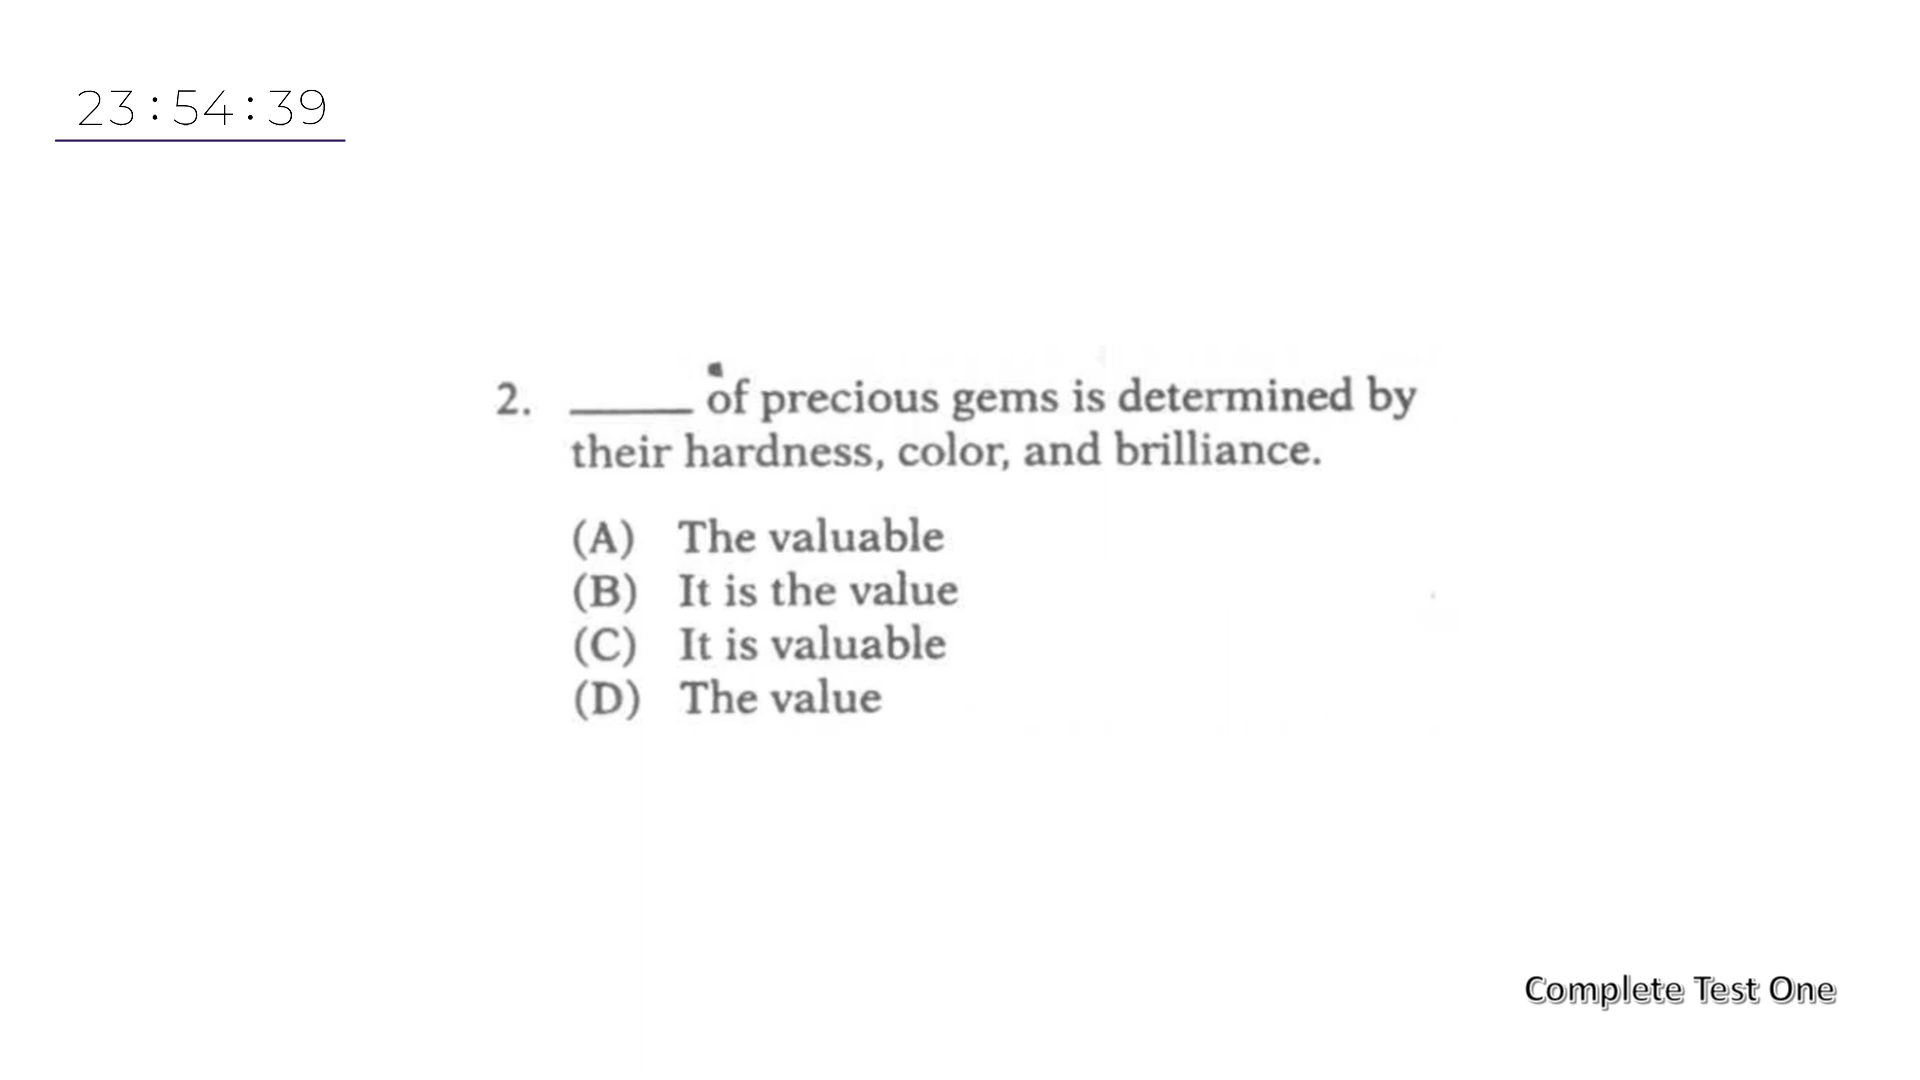 23:54:39
2. _____ of precious gems is determined by
their hardness, color, and brilliance.
(A) The valuable
(B) It is the value
(C) It is valuable
(D) The value
Complete Test One